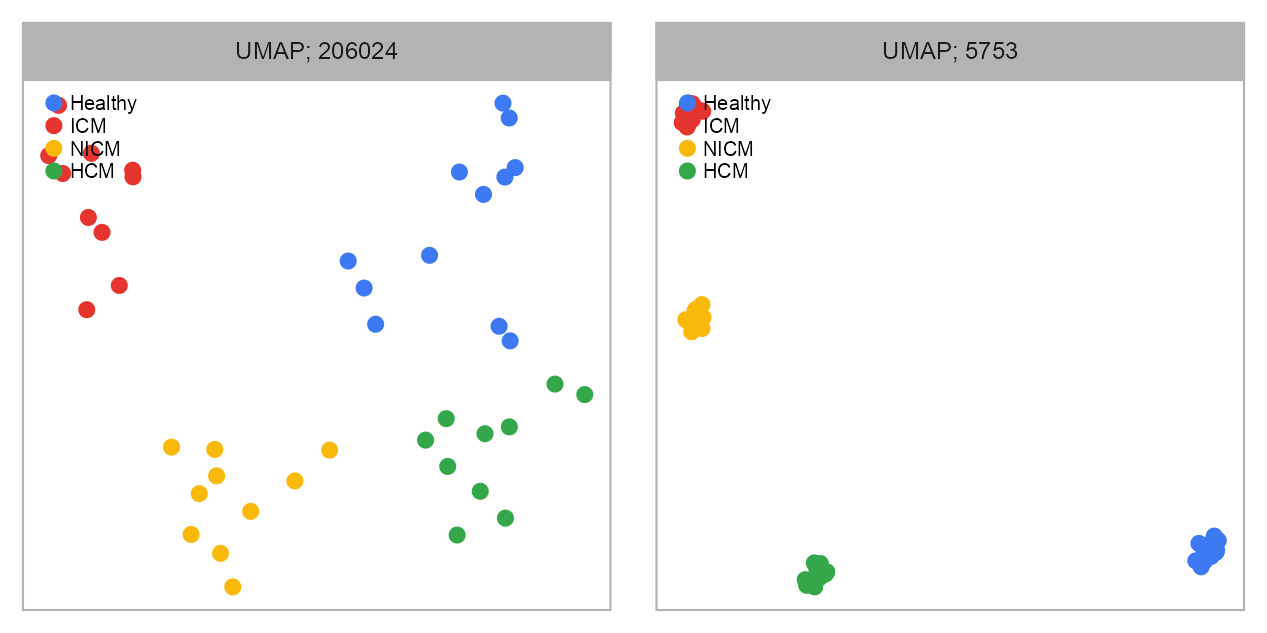 UMAP; 206024
Healthy
ICM
NICM
HCM
UMAP; 5753
Healthy
ICM
NICM
HCM